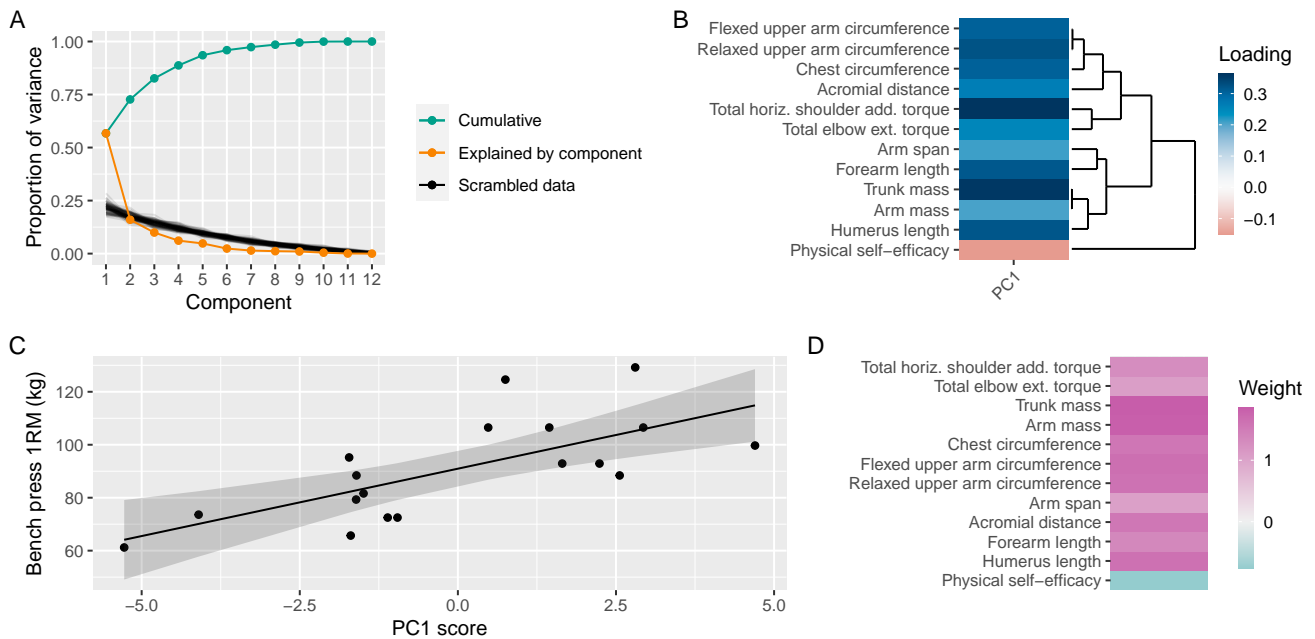 A
Proportion of variance
1.00
0.75
0.50
0.25
0.00
1 2 3 4 5 6 7 8 9 10 11 12
Component
Cumulative
Explained by component
Scrambled data
B
Flexed upper arm circumference
Relaxed upper arm circumference
Chest circumference
Acromial distance
Total horiz. shoulder add. torque
Total elbow ext. torque
Arm span
Forearm length
Trunk mass
Arm mass
Humerus length
Physical self−efficacy
PC1
Loading
0.3
0.2
0.1
0.0
−0.1
C
Bench press 1RM (kg)
120
100
80
60
−5.0 −2.5 0.0 2.5 5.0
PC1 score
D
Total horiz. shoulder add. torque
Total elbow ext. torque
Trunk mass
Arm mass
Chest circumference
Flexed upper arm circumference
Relaxed upper arm circumference
Arm span
Acromial distance
Forearm length
Humerus length
Physical self−efficacy
Weight
1
0